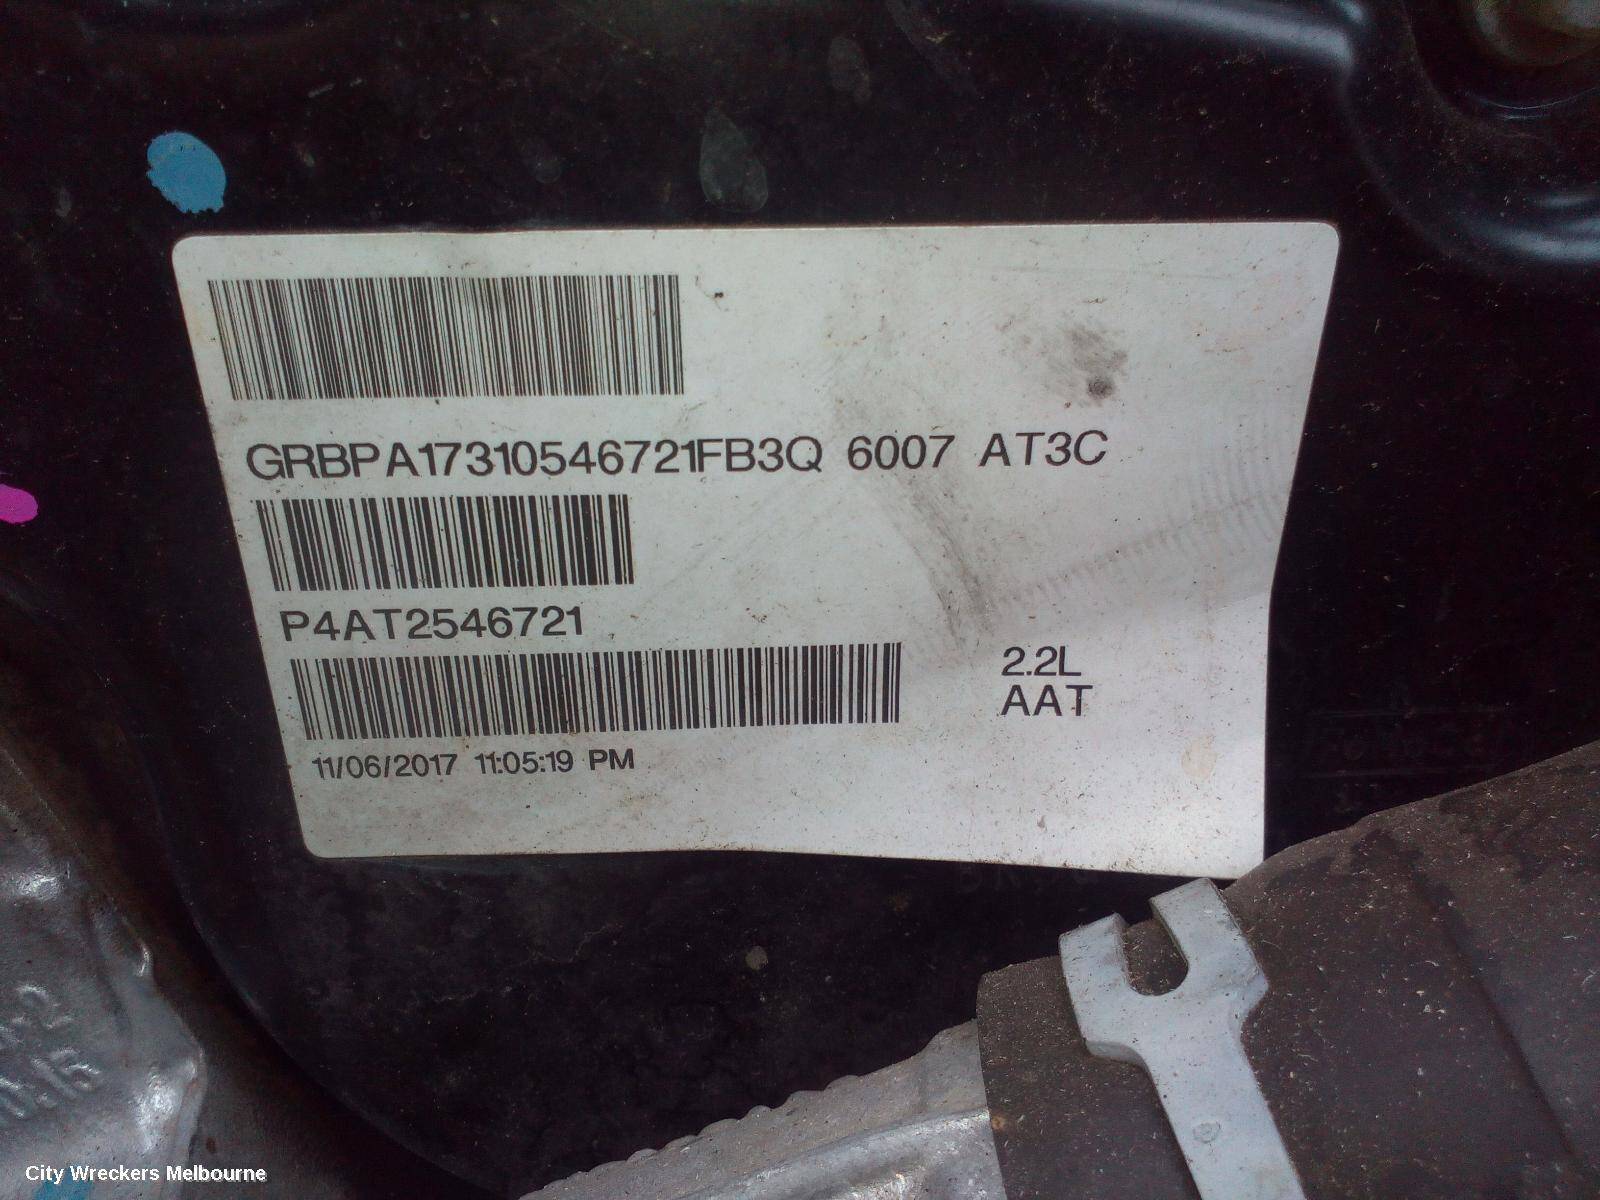 GRBPA17310546721FB3Q 6007 AT3C
P4AT2546721
2.2L
AAT
11/06/2017 11:05:19 PM
City Wreckers Melbourne